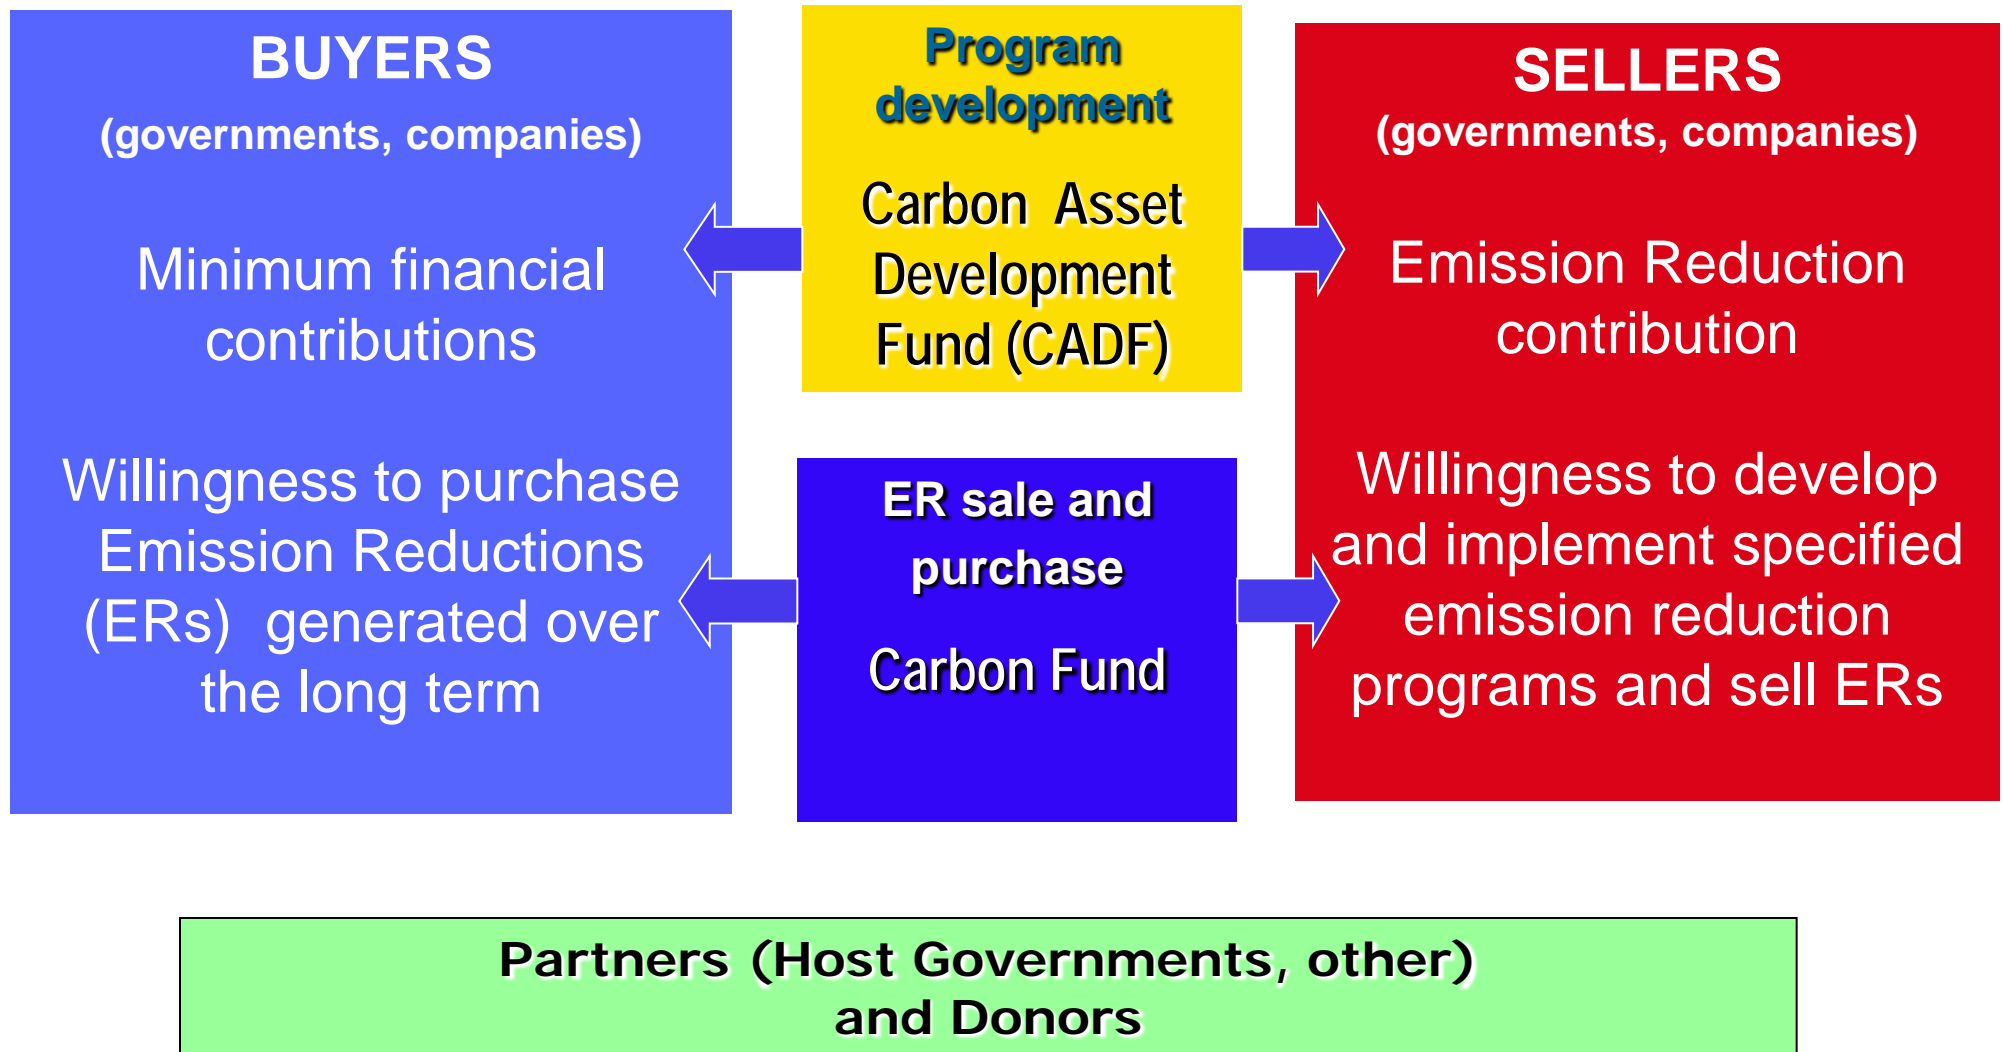 BUYERS
(governments, companies)
Minimum financial
contributions
Willingness to purchase
Emission Reductions
(ERs) generated over
the long term
Program
development
Carbon Asset
Development
Fund (CADF)
ER sale and
purchase
Carbon Fund
SELLERS
(governments, companies)
Emission Reduction
contribution
Willingness to develop
and implement specified
emission reduction
programs and sell ERs
Partners (Host Governments, other)
and Donors